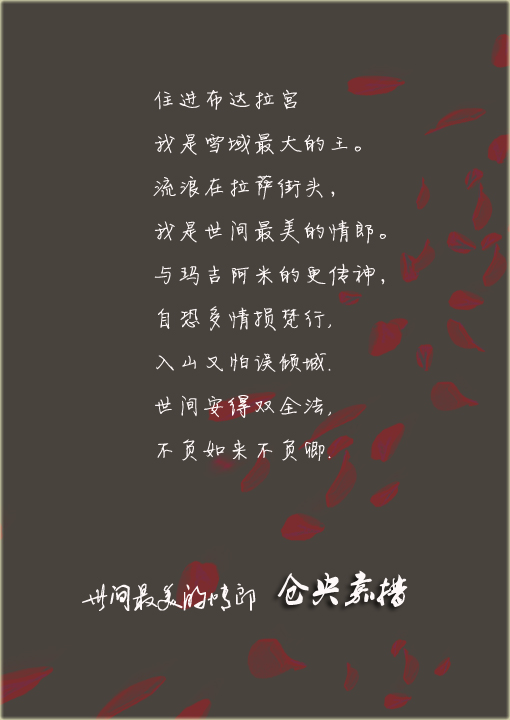 住进布达拉宫
我是雪域最大的王。
流浪在拉萨街头，
我是世间最美的情郎。
与玛吉阿米的更传神，
自恐多情损梵行，
入山又怕误倾城.
世间安得双全法，
不负如来不负卿.
世间最美的情郎 仓央嘉措